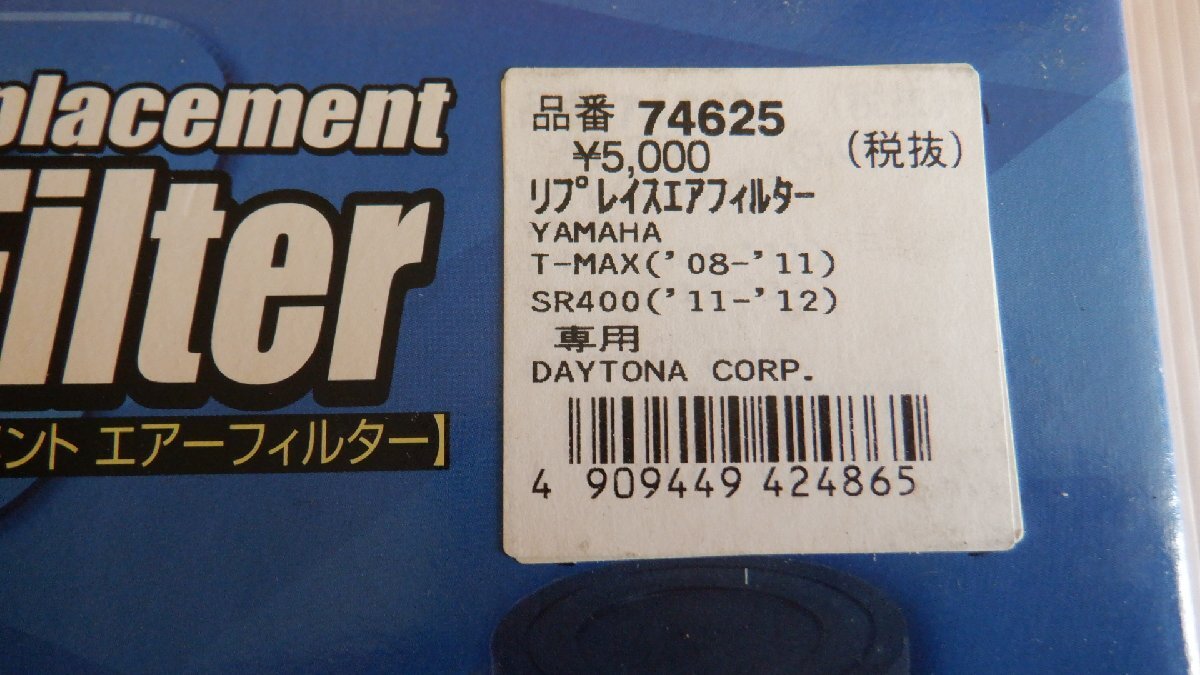 placement
Filter
ント エアーフィルター】
品番 74625
¥5,000 (税抜)
リプレイスエアフィルター
YAMAHA
T-MAX('08-'11)
SR400('11-'12)
専用
DAYTONA CORP.
4 909449 424865